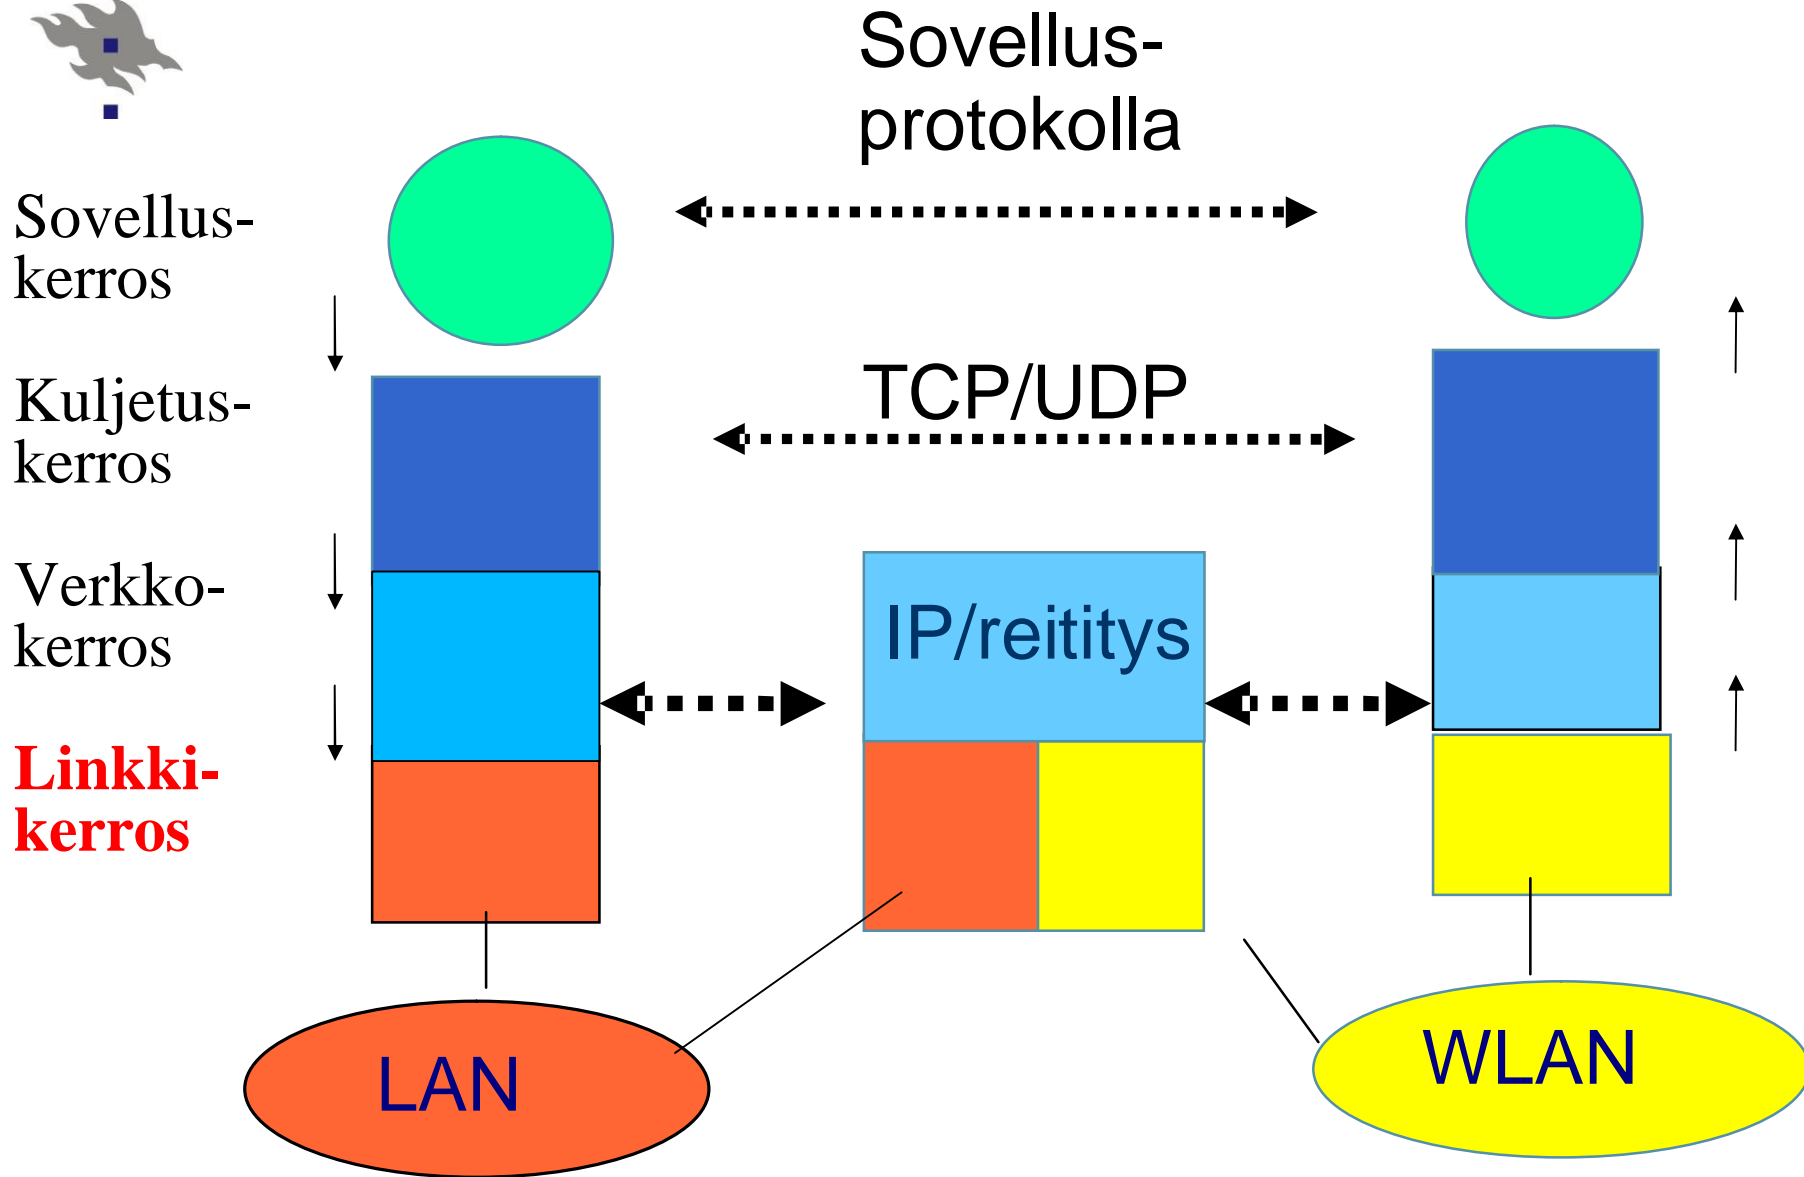 Sovellus-
protokolla
Sovellus-
kerros
Kuljetus-
kerros
TCP/UDP
Verkko-
kerros
IP/reititys
Linkki-
kerros
LAN
WLAN